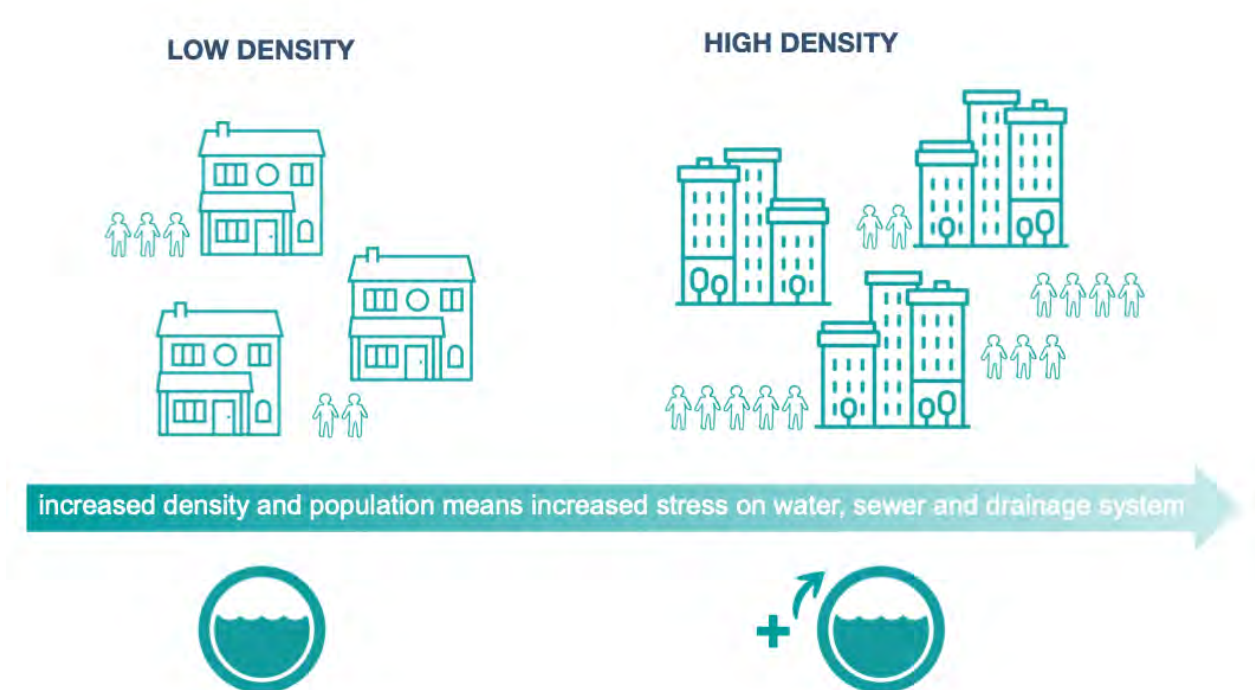 LOW DENSITY
HIGH DENSITY
increased density and population means increased stress on water, sewer and drainage system